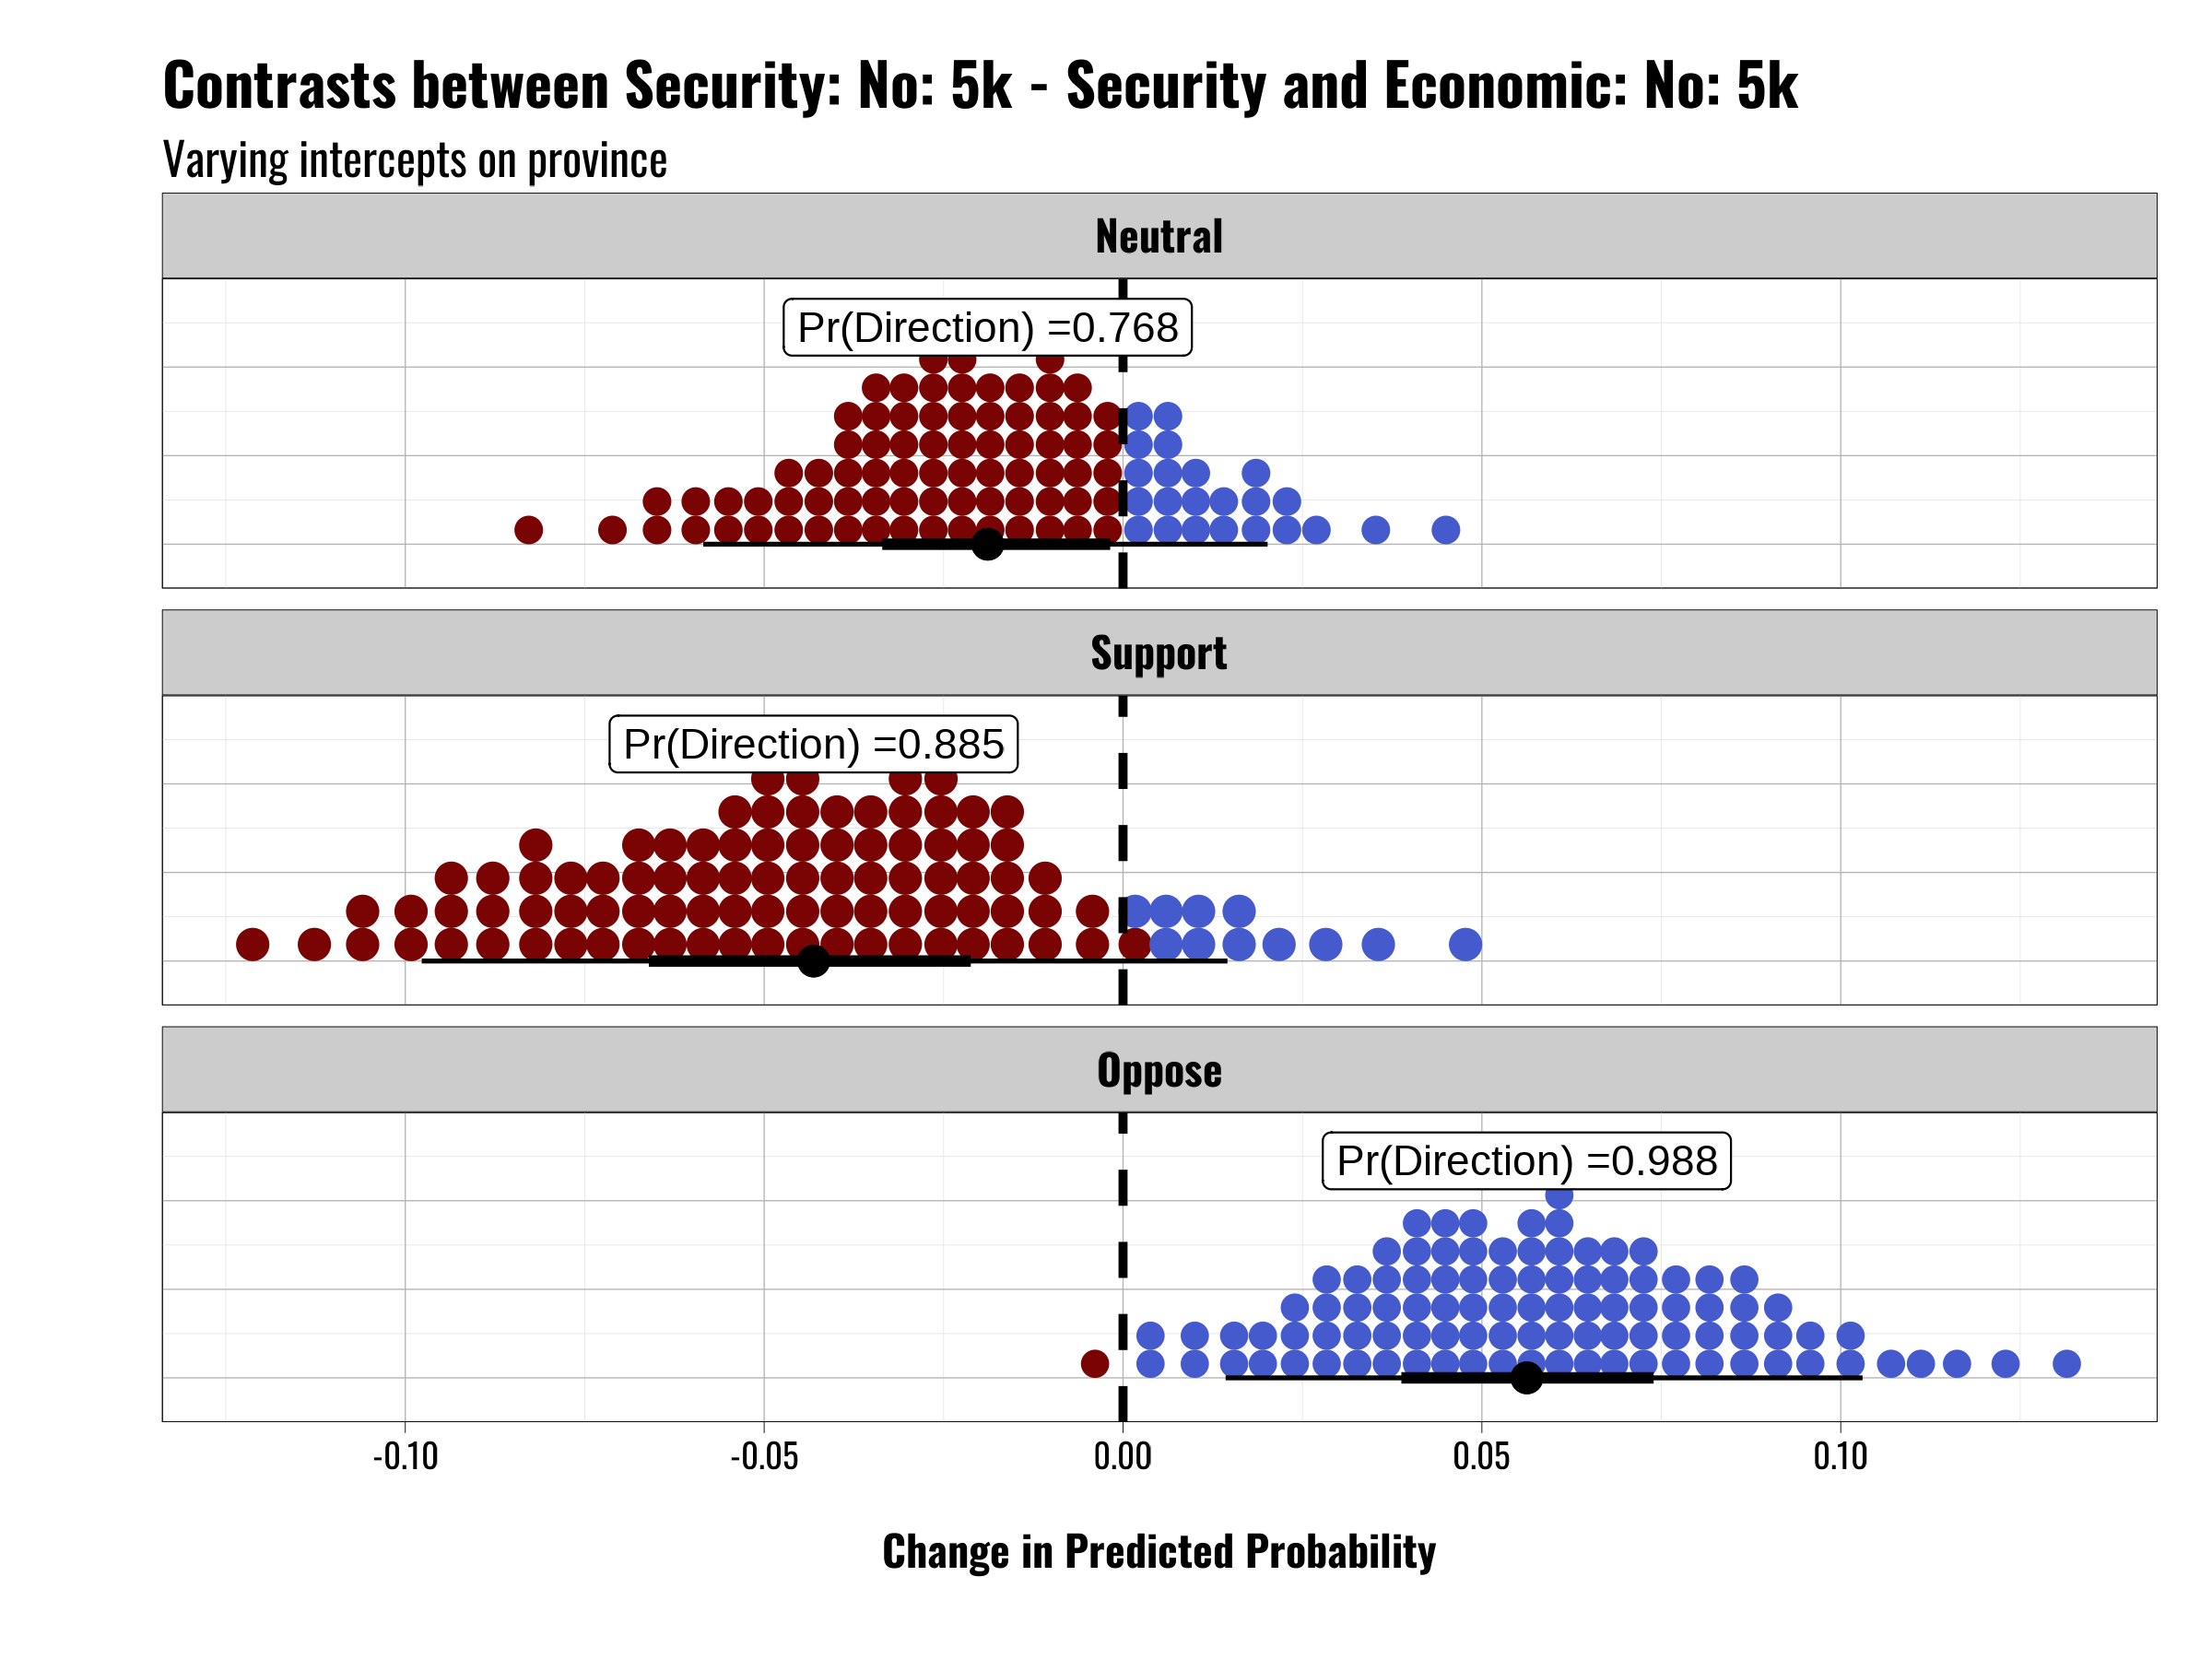 Contrasts between Security: No: 5k - Security and Economic: No: 5k
Varying intercepts on province
Neutral
Pr(Direction) =0.768
Support
Pr(Direction) =0.885
Oppose
Pr(Direction) =0.988
-0.10 -0.05 0.00 0.05 0.10
Change in Predicted Probability